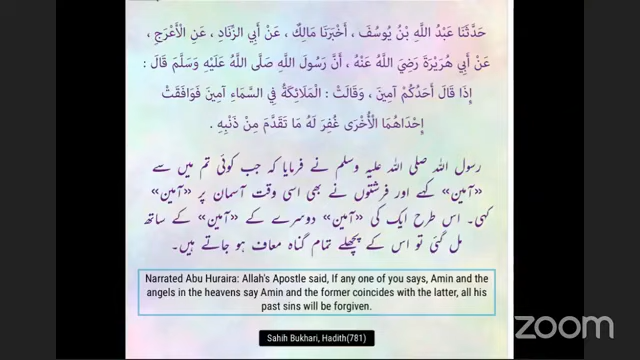 حَدَّثَنَا عَبْدُ اللَّهِ بْنُ يُوسُفَ ، أَخْبَرَنَا مَالِكٌ ، عَنْ أَبِي الزِّنَادِ ، عَنِ الْأَعْرَجِ ،
عَنْ أَبِي هُرَيْرَةَ رَضِيَ اللَّهُ عَنْهُ ، أَنَّ رَسُولَ اللَّهِ صَلَّى اللَّهُ عَلَيْهِ وَسَلَّمَ قَالَ :
إِذَا قَالَ أَحَدُكُمْ آمِينَ ، وَقَالَتْ : الْمَلَائِكَةُ فِي السَّمَاءِ آمِينَ فَوَافَقَتْ
إِحْدَاهُمَا الْأُخْرَى غُفِرَ لَهُ مَا تَقَدَّمَ مِنْ ذَنْبِهِ .
رسول اللہ صلی اللہ علیہ وسلم نے فرمایا کہ جب کوئی تم میں سے
«آمین» کہے اور فرشتوں نے بھی اسی وقت آسمان پر «آمین»
کہی۔ اس طرح ایک کی «آمین» دوسرے کے «آمین» کے ساتھ
مل گئی تو اس کے پچھلے تمام گناہ معاف ہو جاتے ہیں۔
Narrated Abu Huraira: Allah's Apostle said, If any one of you says, Amin and the
angels in the heavens say Amin and the former coincides with the latter, all his
past sins will be forgiven.
Sahih Bukhari, Hadith(781)
zoom